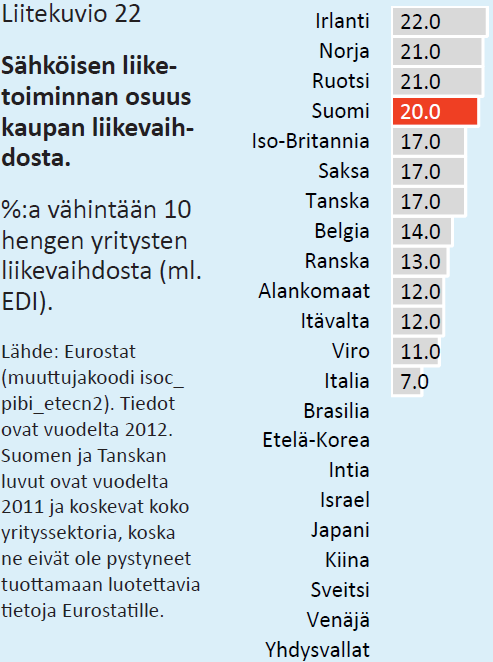 Liitekuvio 22
Sähköisen liike-
toiminnan osuus
kaupan liikevaih-
dosta.
%:a vähintään 10
hengen yritysten
liikevaihdosta (ml.
EDI).
Lähde: Eurostat
(muuttujakoodi isoc_
pibi_etecn2). Tiedot
ovat vuodelta 2012.
Suomen ja Tanskan
luvut ovat vuodelta
2011 ja koskevat koko
yrityssektoria, koska
ne eivät ole pystyneet
tuottamaan luotettavia
tietoja Eurostatille.
Irlanti 22.0
Norja 21.0
Ruotsi 21.0
Suomi 20.0
Iso-Britannia 17.0
Saksa 17.0
Tanska 17.0
Belgia 14.0
Ranska 13.0
Alankomaat 12.0
Itävalta 12.0
Viro 11.0
Italia 7.0
Brasilia
Etelä-Korea
Intia
Israel
Japani
Kiina
Sveitsi
Venäjä
Yhdysvallat